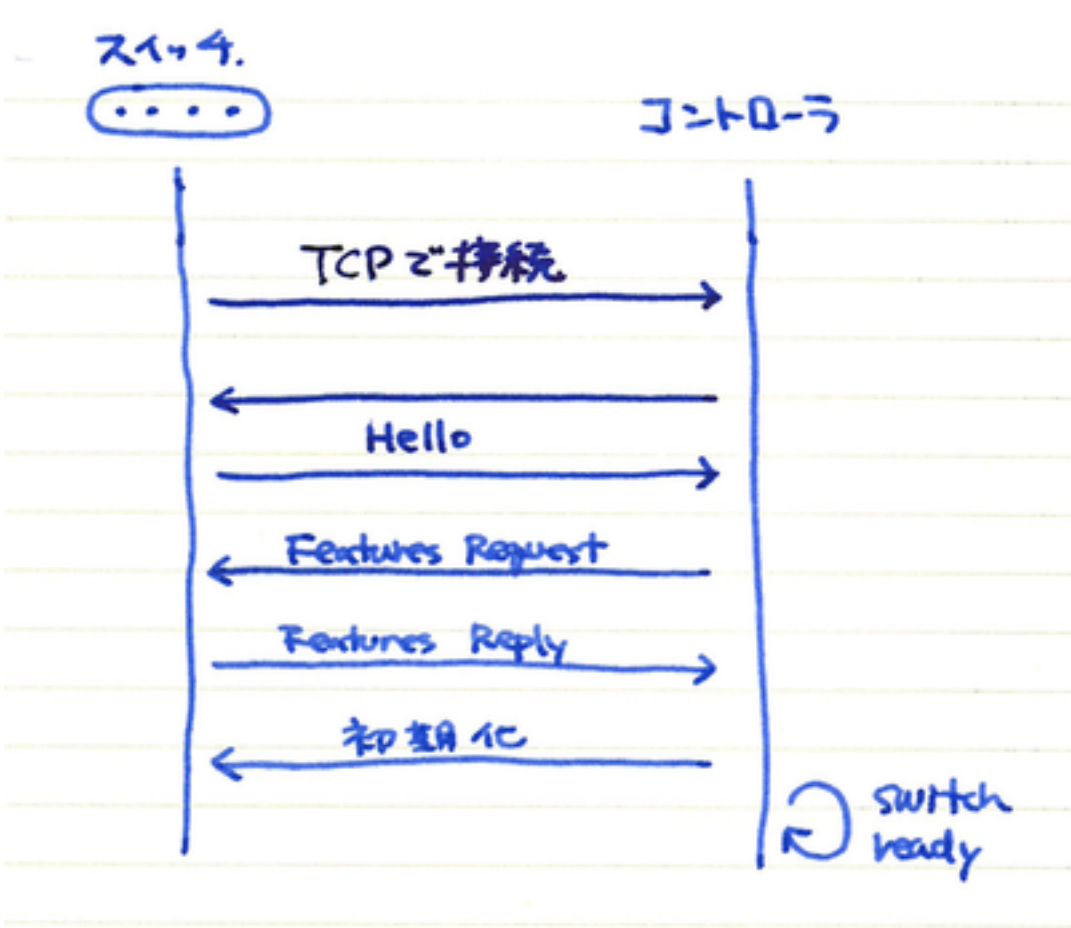 スイッチ.
コントローラ
TCPで接続
Hello
Features Request
Features Reply
初期化
switch
ready